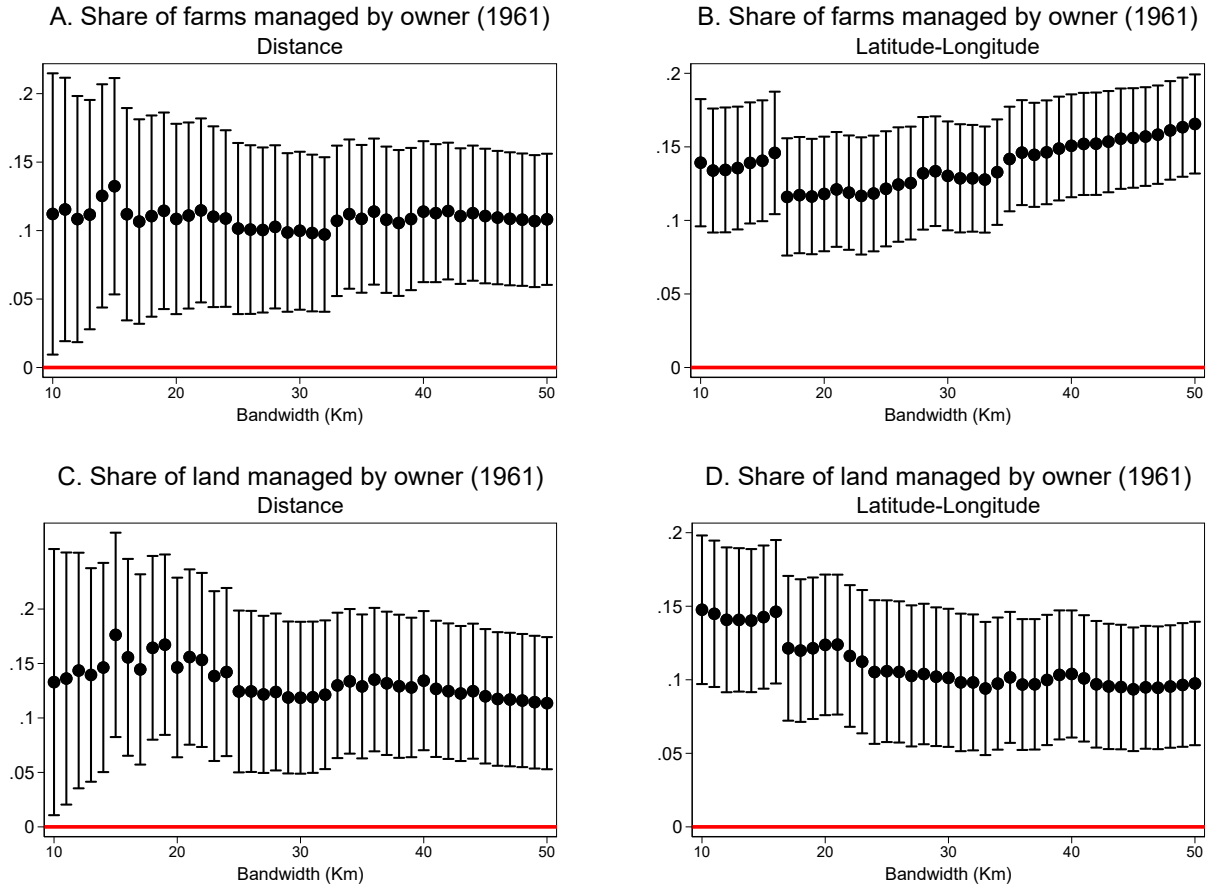 A. Share of farms managed by owner (1961)
Distance
.2
.15
.1
.05
0
10 20 30 40 50
Bandwidth (Km)
B. Share of farms managed by owner (1961)
Latitude-Longitude
.2
.15
.1
.05
0
10 20 30 40 50
Bandwidth (Km)
C. Share of land managed by owner (1961)
Distance
.2
.15
.1
.05
0
10 20 30 40 50
Bandwidth (Km)
D. Share of land managed by owner (1961)
Latitude-Longitude
.2
.15
.1
.05
0
10 20 30 40 50
Bandwidth (Km)